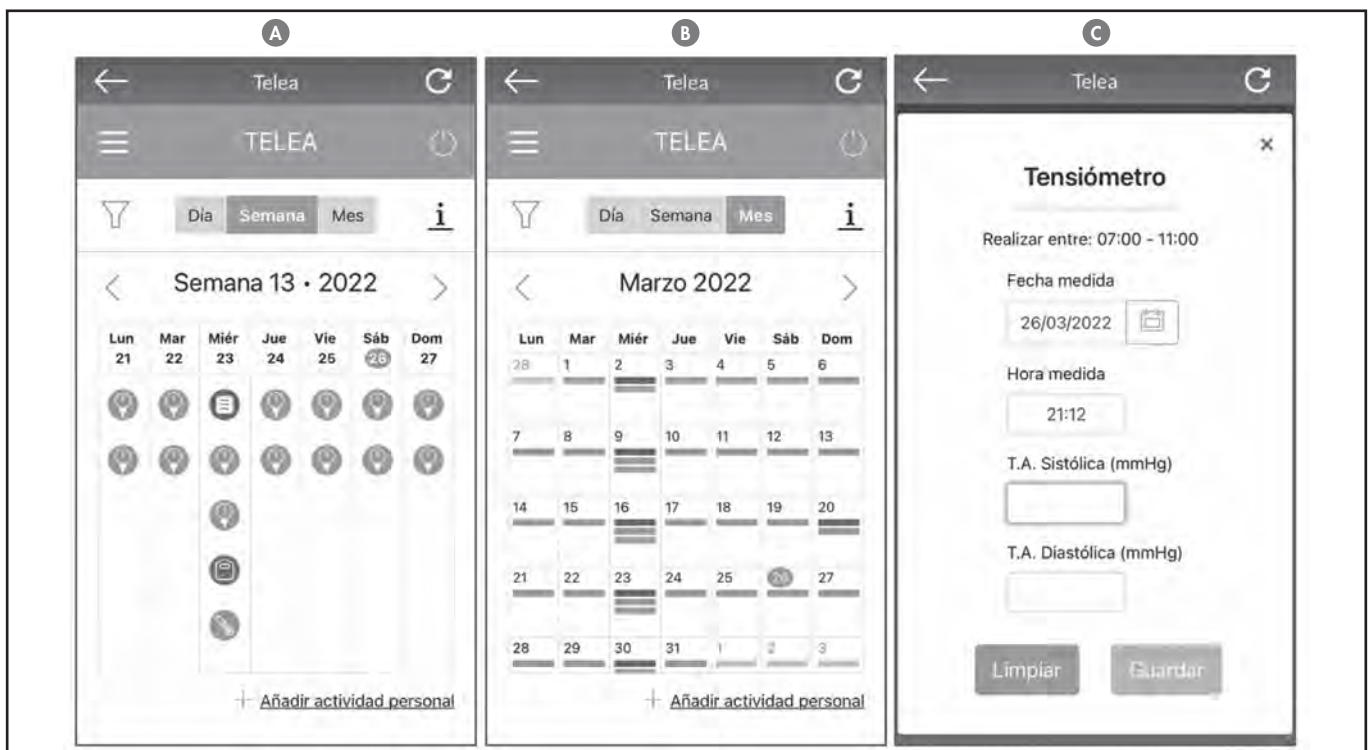 A
Telea
TELEA
Día Semana Mes i
Semana 13 · 2022
Lun Mar Miér Jue Vie Sáb Dom
21 22 23 24 25 26 27
+ Añadir actividad personal
B
Telea
TELEA
Día Semana Mes i
Marzo 2022
Lun Mar Miér Jue Vie Sáb Dom
28 1 2 3 4 5 6
7 8 9 10 11 12 13
14 15 16 17 18 19 20
21 22 23 24 25 26 27
28 29 30 31 1 2 3
+ Añadir actividad personal
C
Telea
×
Tensiómetro
Realizar entre: 07:00 - 11:00
Fecha medida
26/03/2022
Hora medida
21:12
T.A. Sistólica (mmHg)
T.A. Diastólica (mmHg)
Limpiar Guardar